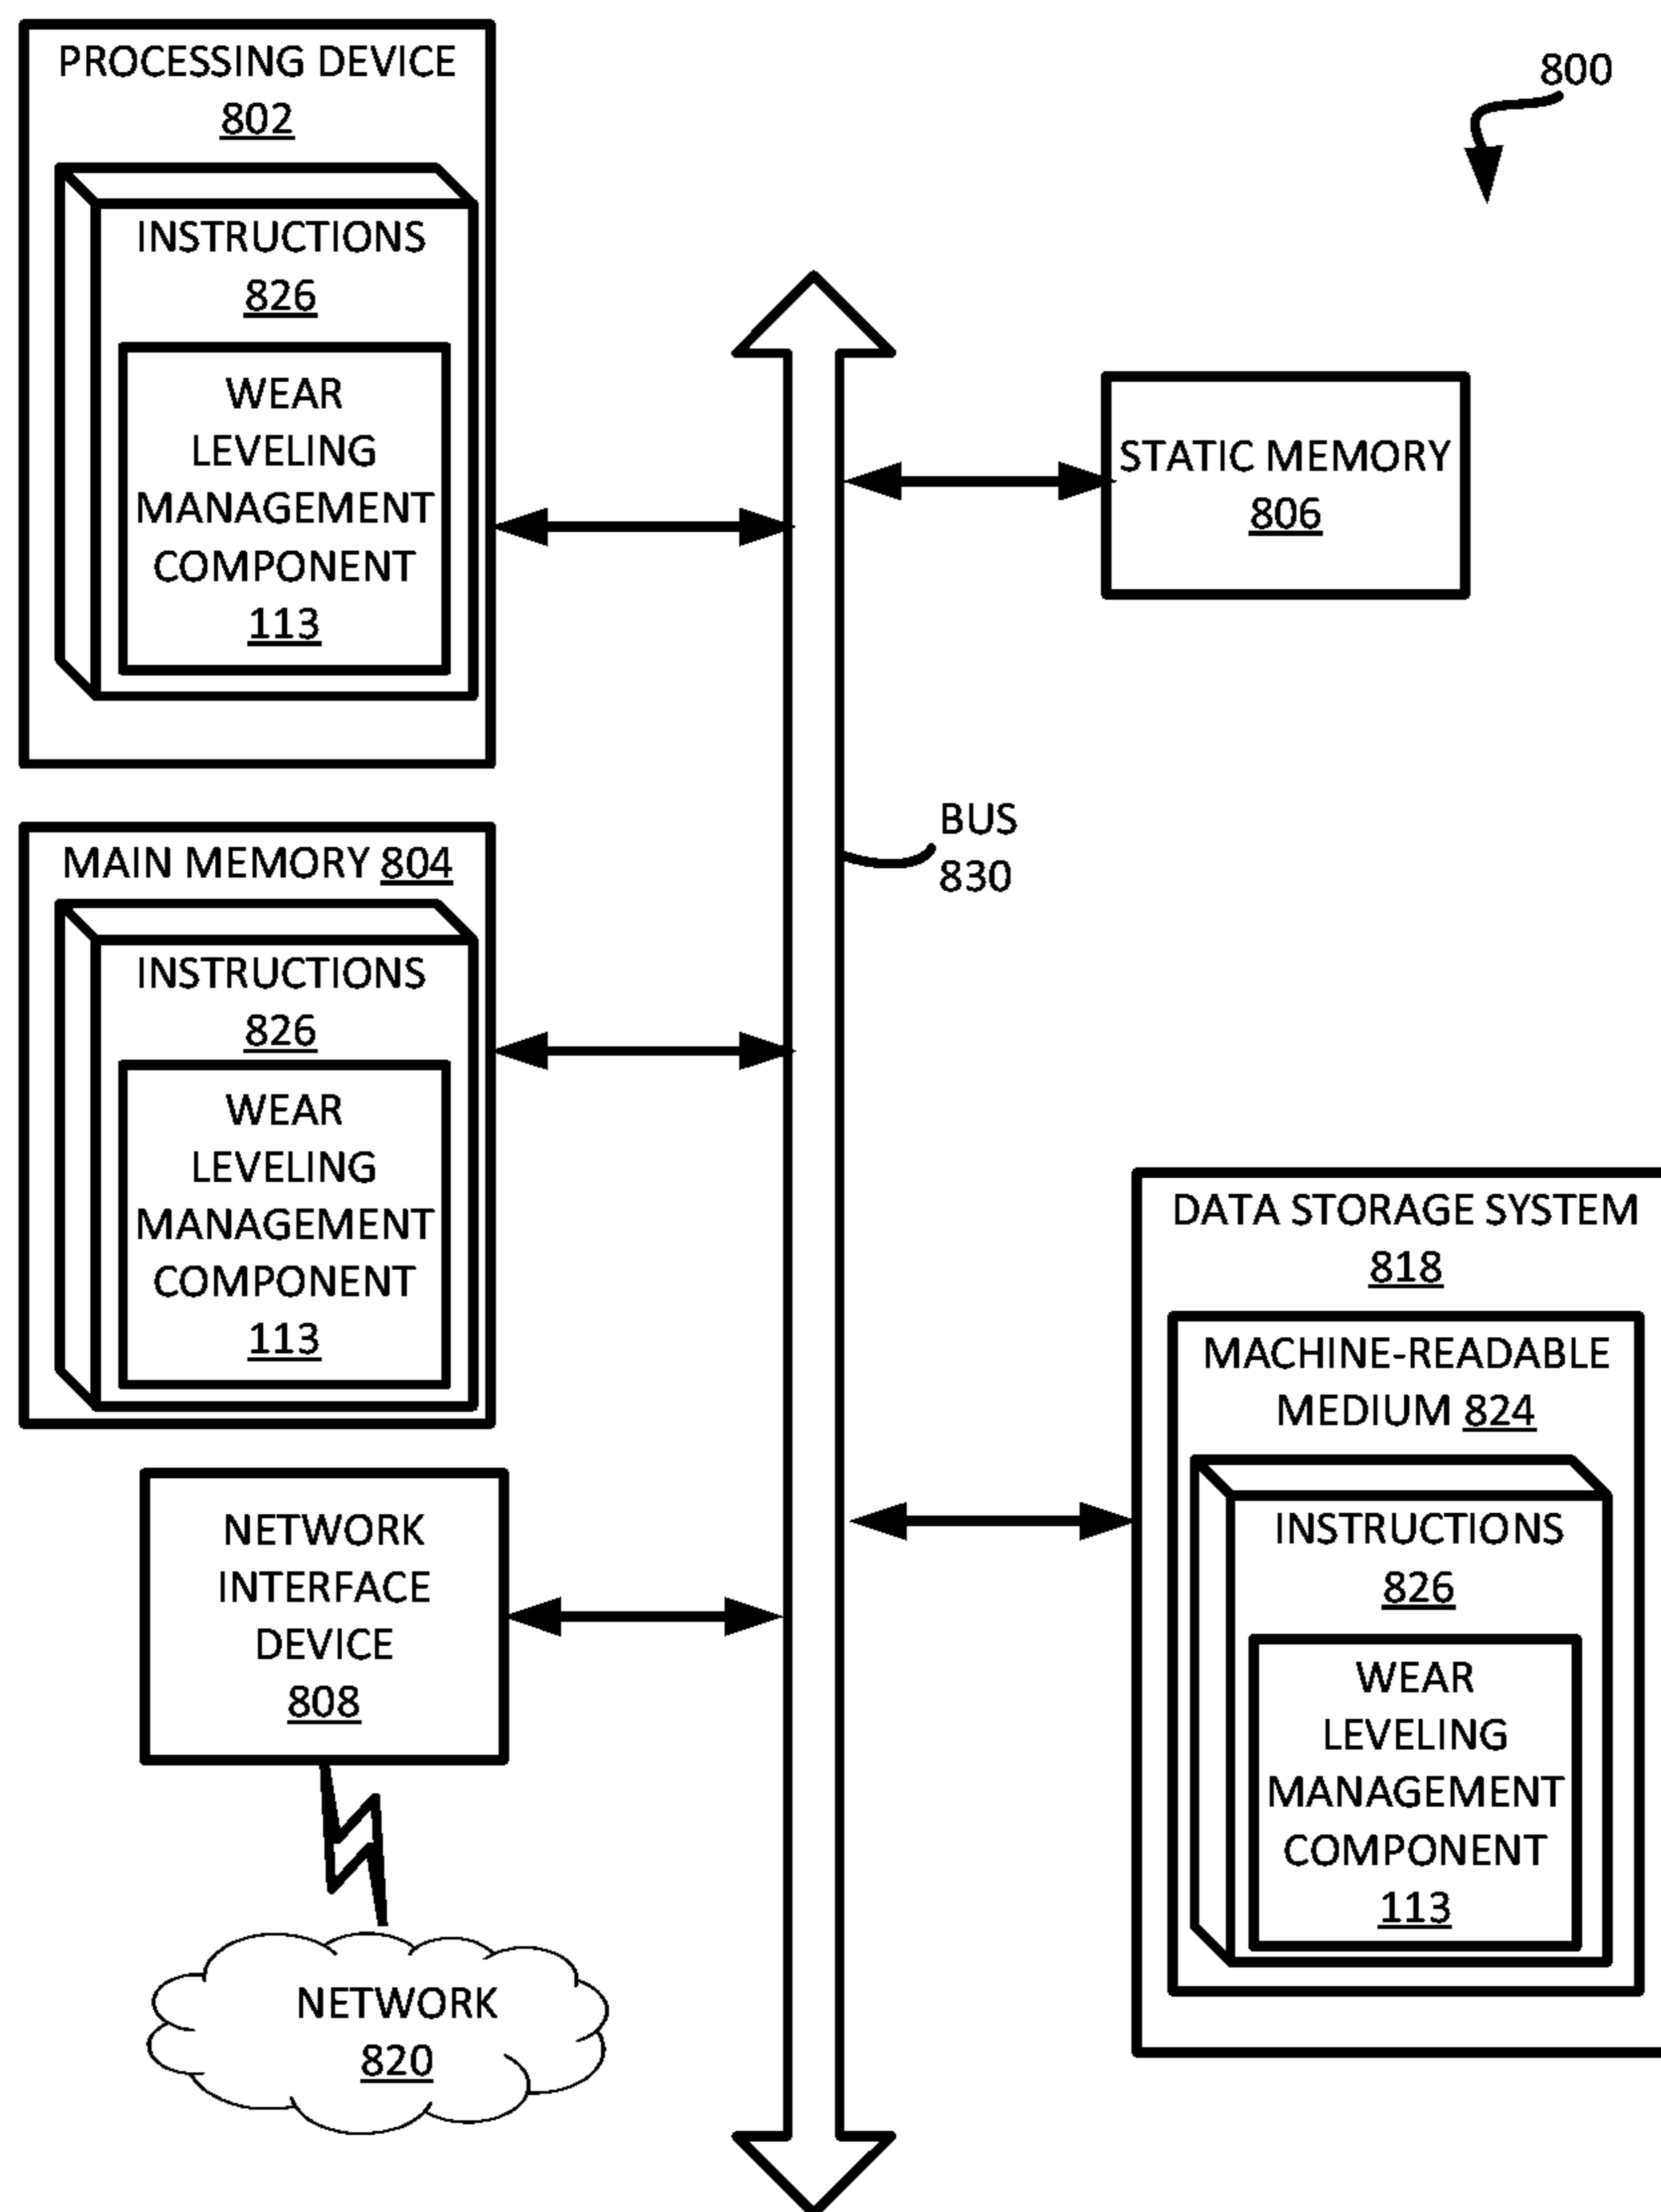 PROCESSING DEVICE
802
INSTRUCTIONS
826
WEAR
LEVELING
MANAGEMENT
COMPONENT
113
MAIN MEMORY 804
INSTRUCTIONS
826
WEAR
LEVELING
MANAGEMENT
COMPONENT
113
NETWORK
INTERFACE
DEVICE
808
NETWORK
820
800
STATIC MEMORY
806
BUS
830
DATA STORAGE SYSTEM
818
MACHINE-READABLE
MEDIUM 824
INSTRUCTIONS
826
WEAR
LEVELING
MANAGEMENT
COMPONENT
113